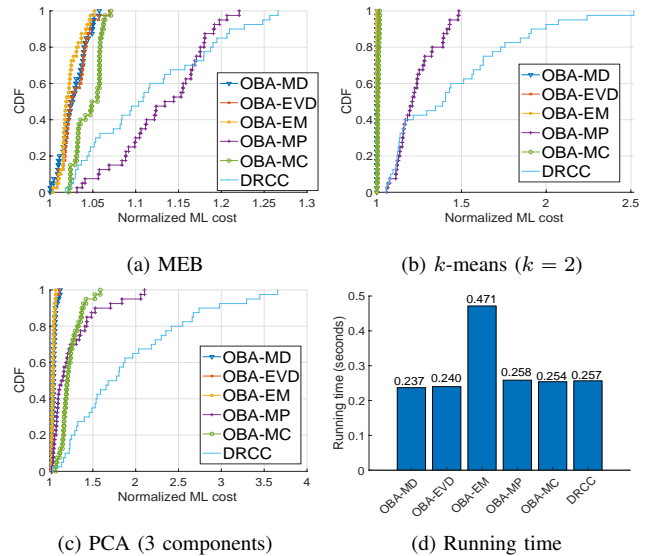 1
0.8
0.6
0.4
0.2
0
CDF
OBA-MD
OBA-EVD
OBA-EM
OBA-MP
OBA-MC
DRCC
1 1.05 1.1 1.15 1.2 1.25 1.3
Normalized ML cost
(a) MEB
1
0.8
0.6
0.4
0.2
0
CDF
OBA-MD
OBA-EVD
OBA-EM
OBA-MP
OBA-MC
DRCC
1 1.5 2 2.5
Normalized ML cost
(b) k-means (k = 2)
1
0.8
0.6
0.4
0.2
0
CDF
OBA-MD
OBA-EVD
OBA-EM
OBA-MP
OBA-MC
DRCC
1 1.5 2 2.5 3 3.5 4
Normalized ML cost
(c) PCA (3 components)
0.5
0.4
0.3
0.2
0.1
0
Running time (seconds)
0.237 0.240 0.471 0.258 0.254 0.257
OBA-MD OBA-EVD OBA-EM OBA-MP OBA-MC DRCC
(d) Running time